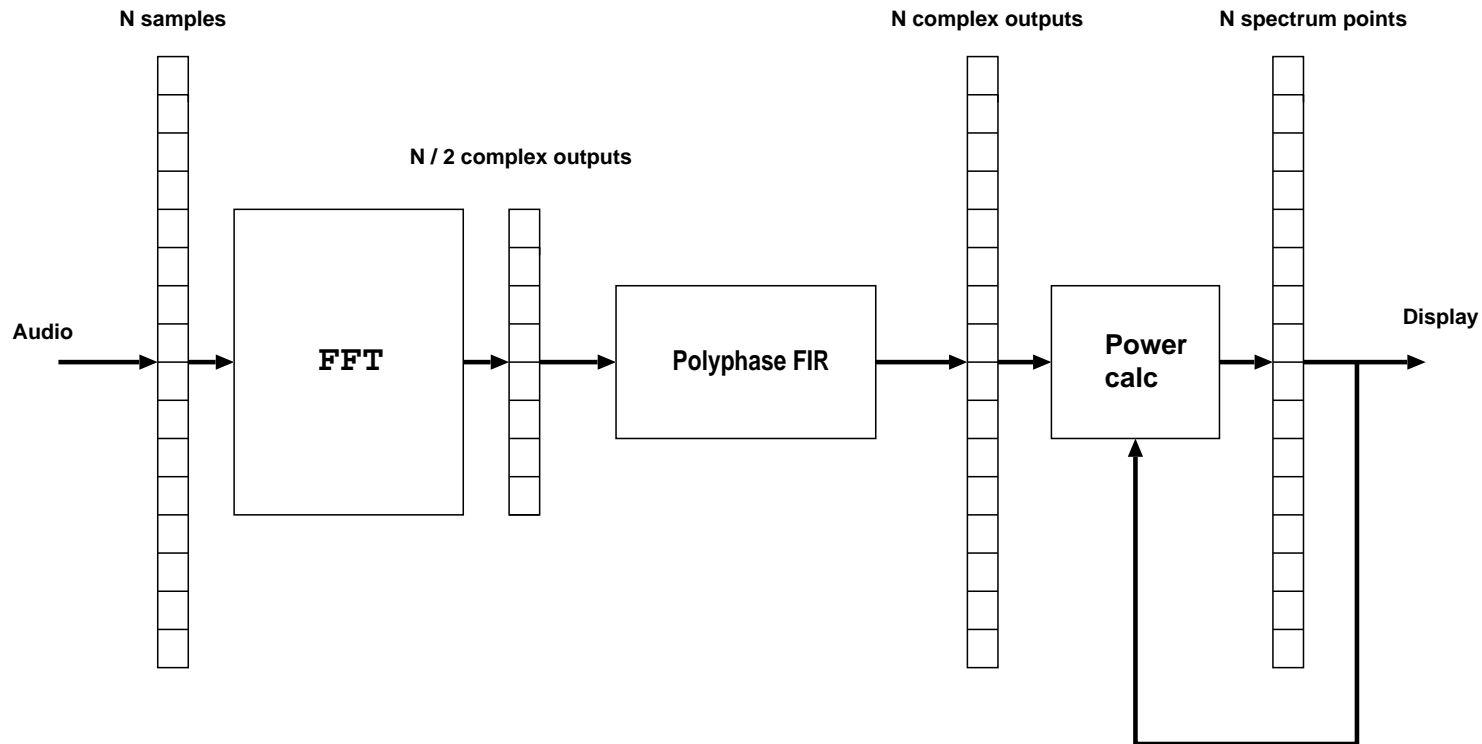 N samples
N complex outputs
N spectrum points
N / 2 complex outputs
Audio
FFT
Polyphase FIR
Power
calc
Display